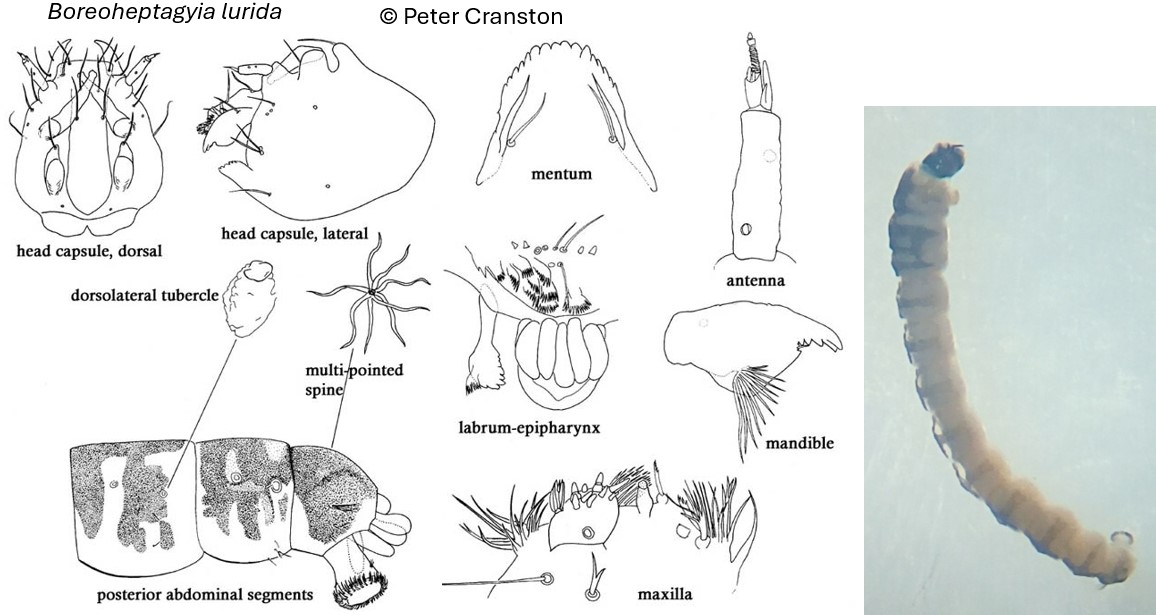 Boreoheptagyia lurida
© Peter Cranston
head capsule, dorsal
head capsule, lateral
mentum
antenna
dorsolateral tubercle
multi-pointed
spine
labrum-epipharynx
mandible
posterior abdominal segments
maxilla